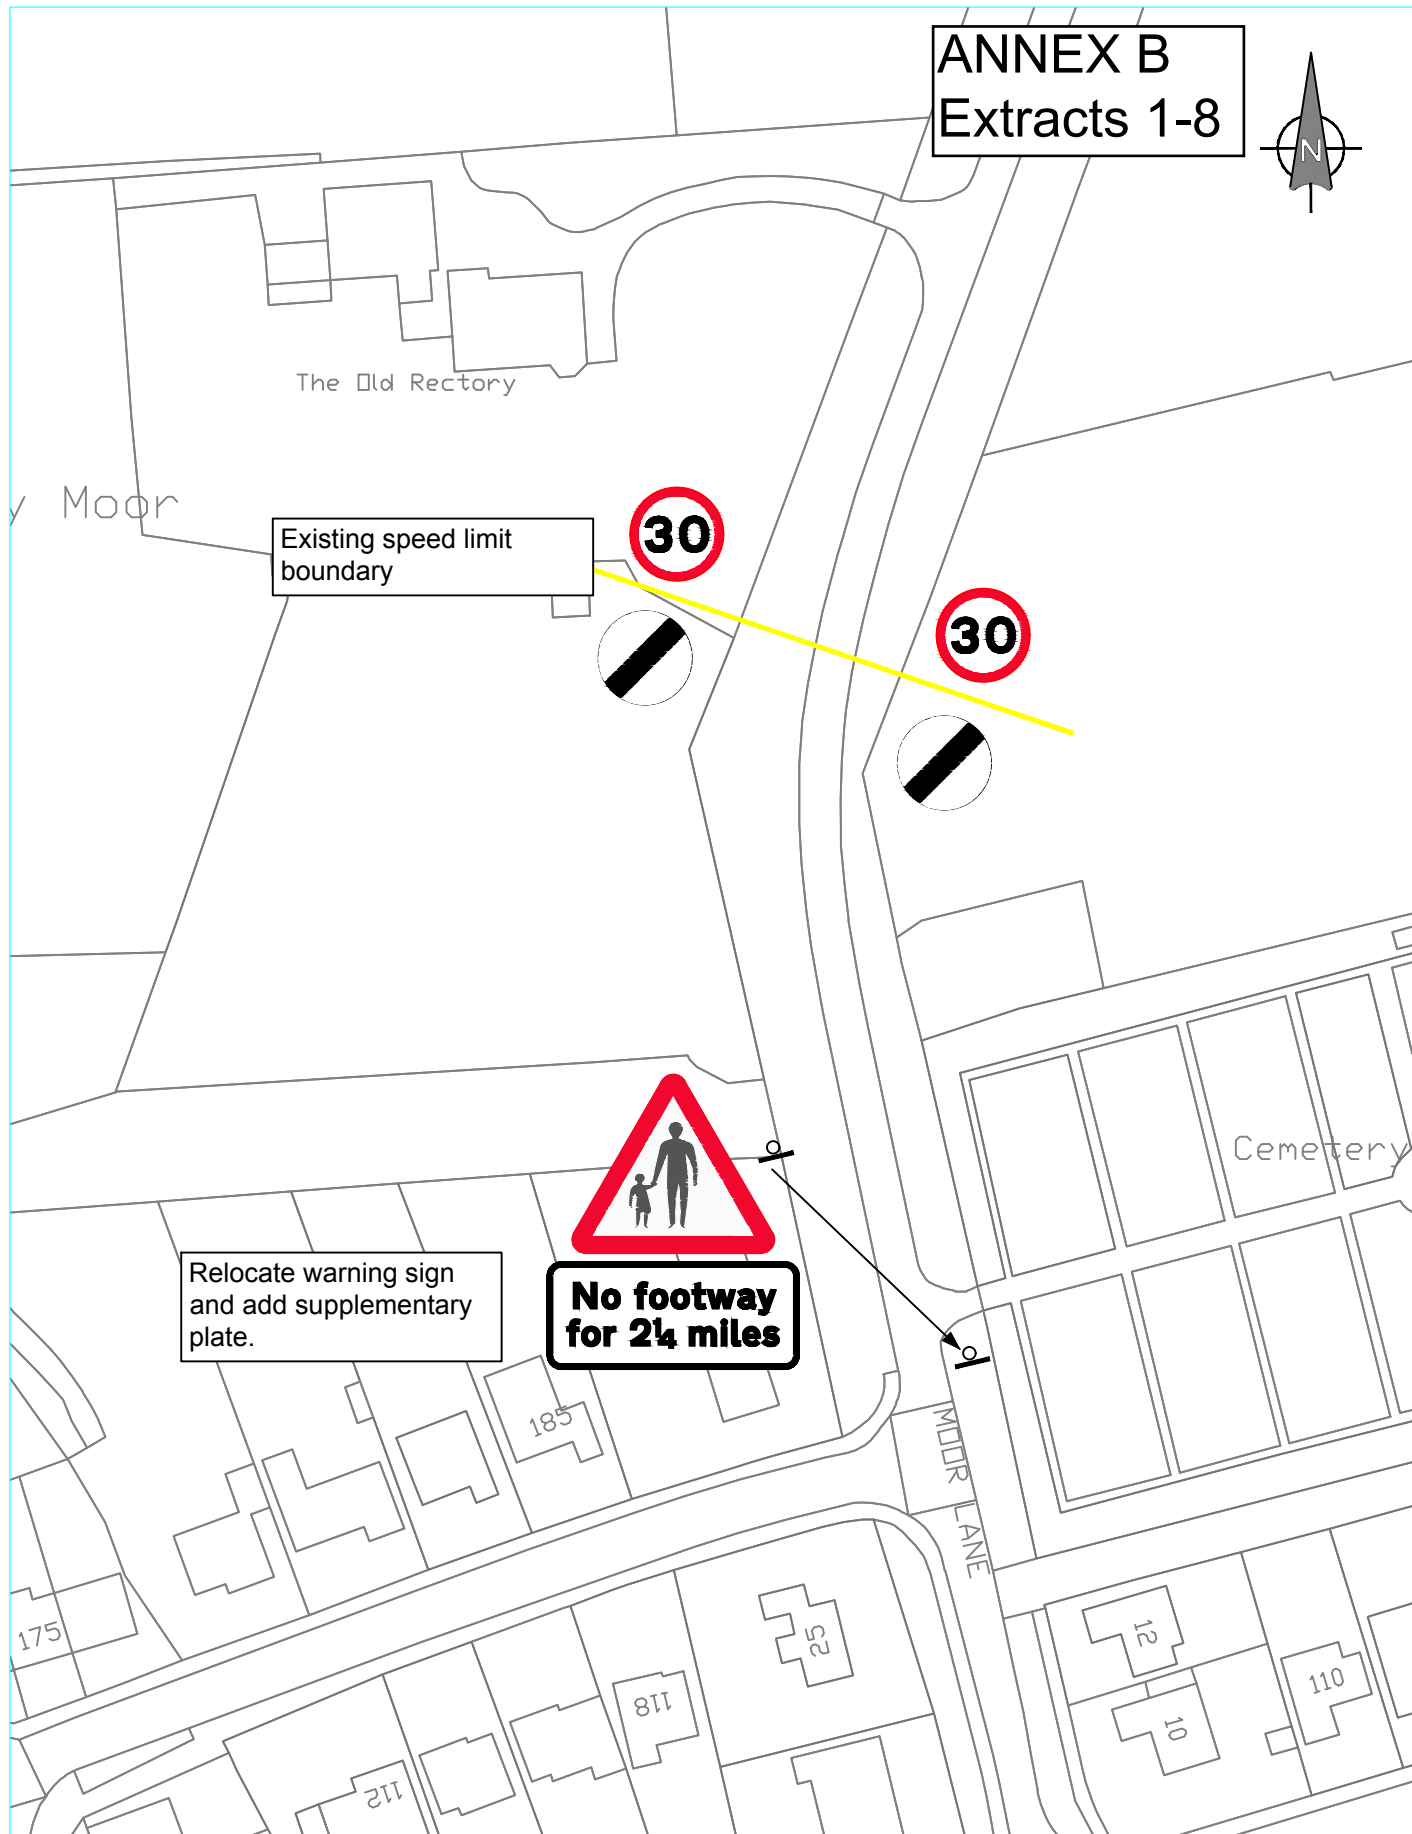 ANNEX B
Extracts 1-8
N
The Old Rectory
y Moor
Existing speed limit
boundary
30
30
Cemetery
Relocate warning sign
and add supplementary
plate.
No footway
for 2¼ miles
185
MOOR LANE
175
25
12
118
110
10
112